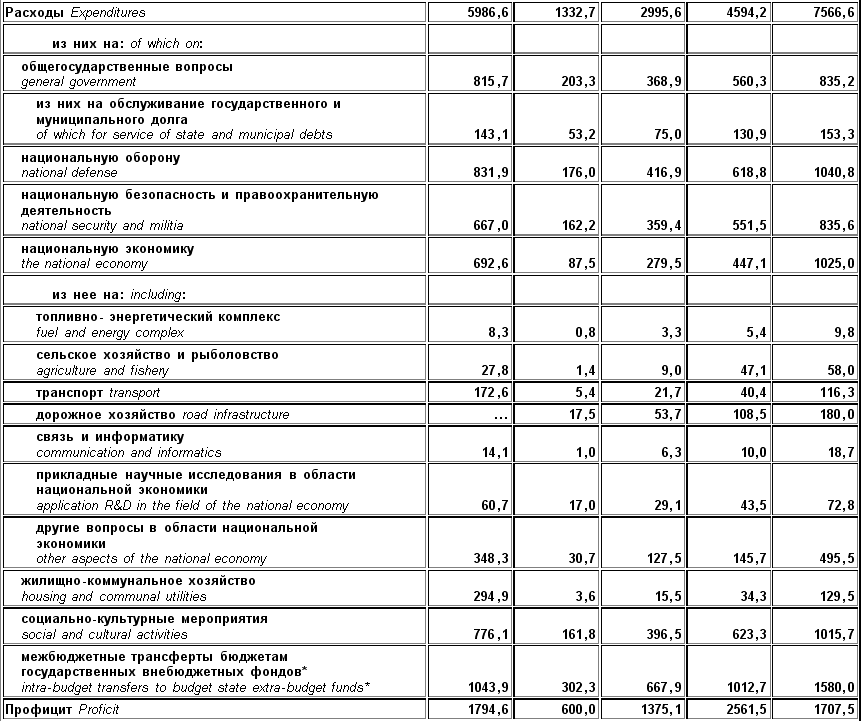 Расходы Expenditures 5986,6 1332,7 2995,6 4594,2 7566,6
из них на: of which on:
общегосударственные вопросы
general government 815,7 203,3 368,9 560,3 835,2
из них на обслуживание государственного и
муниципального долга
of which for service of state and municipal debts 143,1 53,2 75,0 130,9 153,3
национальную оборону
national defense 831,9 176,0 416,9 618,8 1040,8
национальную безопасность и правоохранительную
деятельность
national security and militia 667,0 162,2 359,4 551,5 835,6
национальную экономику
the national economy 692,6 87,5 279,5 447,1 1025,0
из нее на: including:
топливно- энергетический комплекс
fuel and energy complex 8,3 0,8 3,3 5,4 9,8
сельское хозяйство и рыболовство
agriculture and fishery 27,8 1,4 9,0 47,1 58,0
транспорт transport 172,6 5,4 21,7 40,4 116,3
дорожное хозяйство road infrastructure ... 17,5 53,7 108,5 180,0
связь и информатику
communication and informatics 14,1 1,0 6,3 10,0 18,7
прикладные научные исследования в области
национальной экономики
application R&D in the field of the national economy 60,7 17,0 29,1 43,5 72,8
другие вопросы в области национальной
экономики
other aspects of the national economy 348,3 30,7 127,5 145,7 495,5
жилищно-коммунальное хозяйство
housing and communal utilities 294,9 3,6 15,5 34,3 129,5
социально-культурные мероприятия
social and cultural activities 776,1 161,8 396,5 623,3 1015,7
межбюджетные трансферты бюджетам
государственных внебюджетных фондов*
intra-budget transfers to budget state extra-budget funds* 1043,9 302,3 667,9 1012,7 1580,0
Профицит Proficit 1794,6 600,0 1375,1 2561,5 1707,5